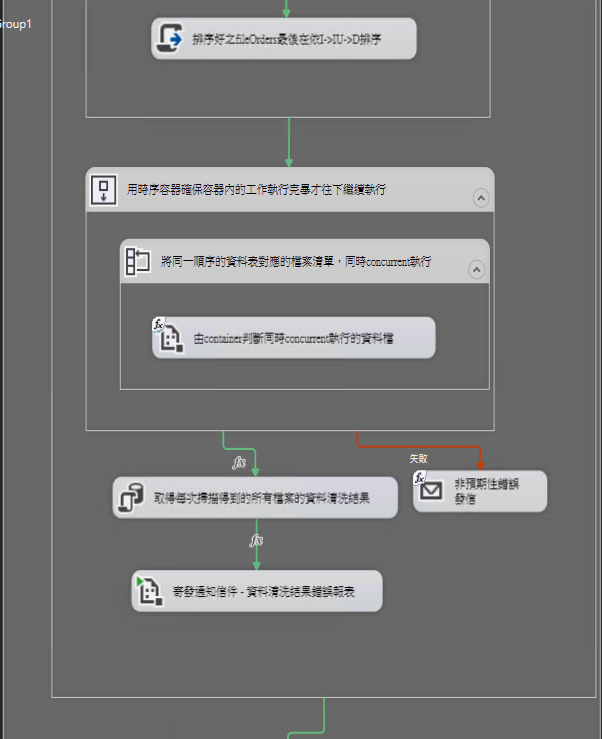 Group1
排序好之fileOrders最後在依I->IU->D排序
用時序容器確保容器內的工作執行完畢才往下繼續執行
將同一順序的資料表對應的檔案清單，同時concurrent執行
fx
由container判斷同時concurrent執行的資料檔
失敗
fx
fx
非預期性錯誤
發信
取得每次掃描得到的所有檔案的資料清洗結果
fx
寄發通知信件 - 資料清洗結果錯誤報表